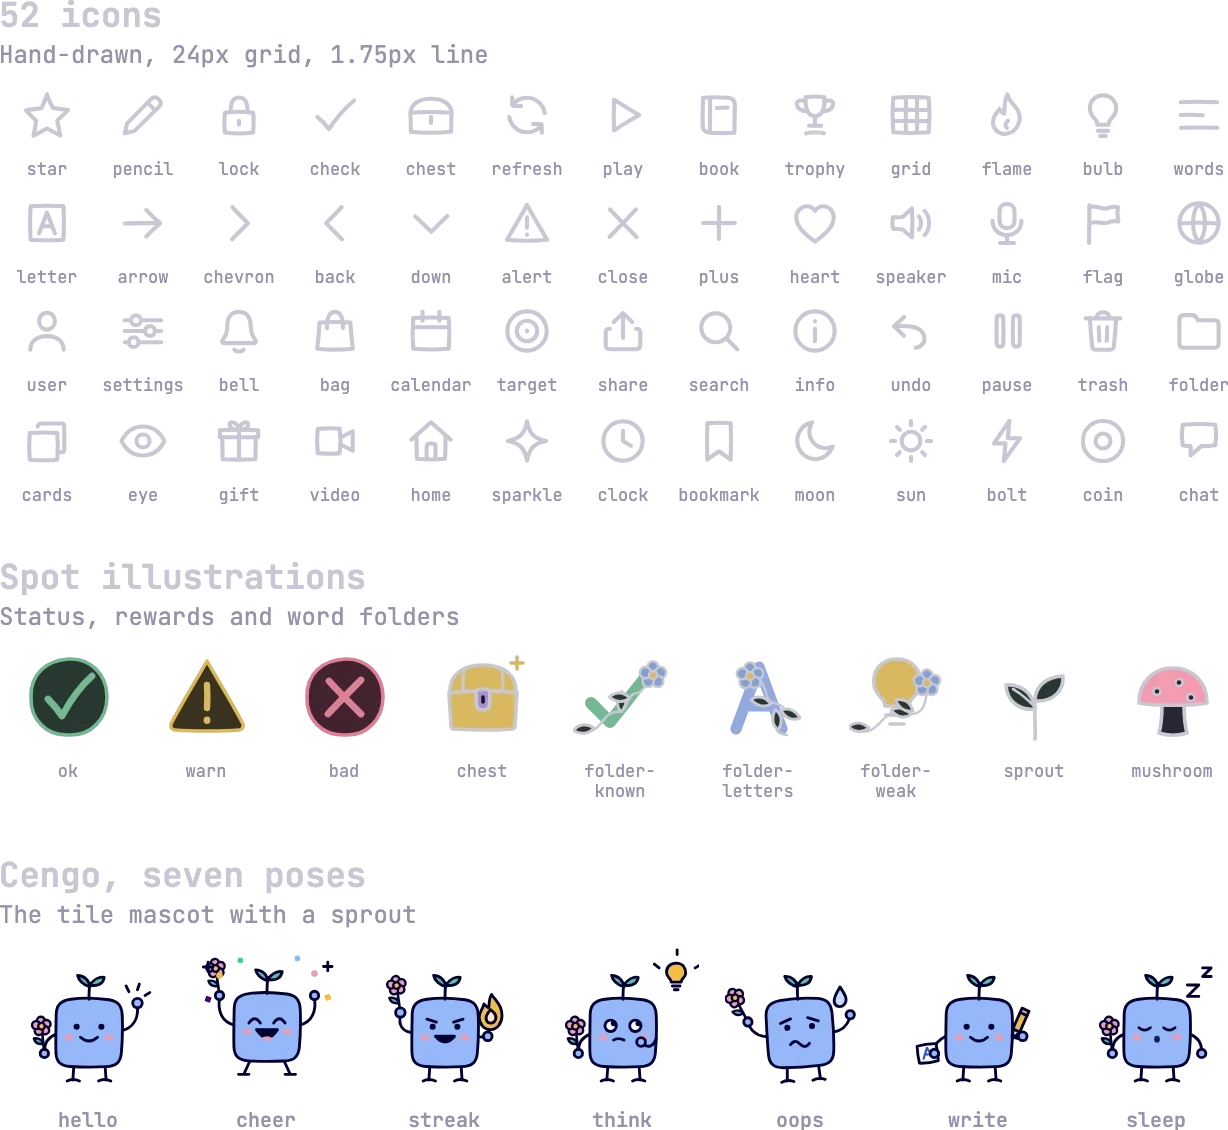 52 icons
Hand-drawn, 24px grid, 1.75px line
star pencil lock check chest refresh play book trophy grid flame bulb words
A
letter arrow chevron back down alert close plus heart speaker mic flag globe
user settings bell bag calendar target share search info undo pause trash folder
cards eye gift video home sparkle clock bookmark moon sun bolt coin chat
Spot illustrations
Status, rewards and word folders
A
ok warn bad chest folder- folder- folder- sprout mushroom
known letters weak
Cengo, seven poses
The tile mascot with a sprout
z
z
A
hello cheer streak think oops write sleep